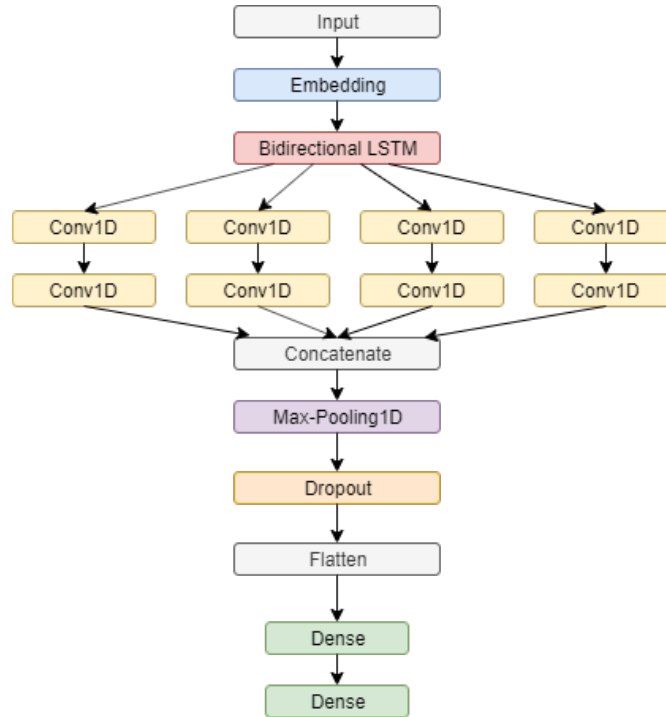 Input
Embedding
Bidirectional LSTM
Conv1D Conv1D Conv1D Conv1D
Conv1D Conv1D Conv1D Conv1D
Concatenate
Max-Pooling1D
Dropout
Flatten
Dense
Dense